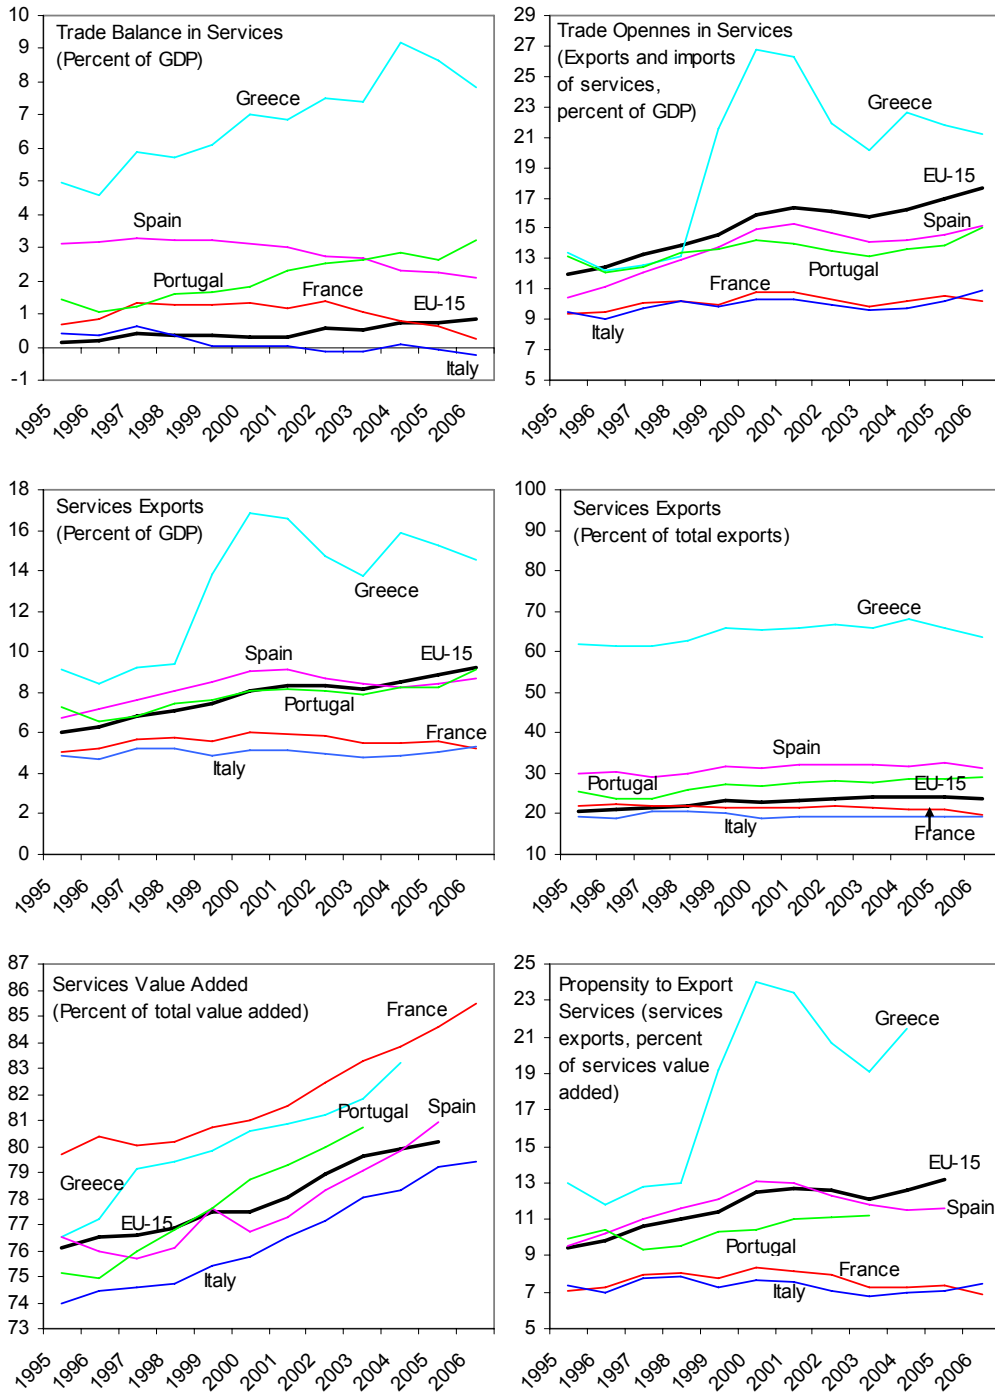 Trade Balance in Services
(Percent of GDP)
10
9
8
7
6
5
4
3
2
1
0
-1
Greece
Spain
Portugal
France
EU-15
Italy
1995
1996
1997
1998
1999
2000
2001
2002
2003
2004
2005
2006
Trade Opennes in Services
(Exports and imports
of services,
percent of GDP)
29
27
25
23
21
19
17
15
13
11
9
7
5
Greece
EU-15
Spain
Portugal
France
Italy
1995
1996
1997
1998
1999
2000
2001
2002
2003
2004
2005
2006
Services Exports
(Percent of GDP)
18
16
14
12
10
8
6
4
2
0
Greece
EU-15
Spain
Portugal
France
Italy
1995
1996
1997
1998
1999
2000
2001
2002
2003
2004
2005
2006
Services Exports
(Percent of total exports)
100
90
80
70
60
50
40
30
20
10
Greece
Spain
Portugal
EU-15
Italy
France
1995
1996
1997
1998
1999
2000
2001
2002
2003
2004
2005
2006
Services Value Added
(Percent of total value added)
87
86
85
84
83
82
81
80
79
78
77
76
75
74
73
France
Portugal
Spain
Greece
EU-15
Italy
1995
1996
1997
1998
1999
2000
2001
2002
2003
2004
2005
2006
Propensity to Export
Services (services
exports, percent
of services value
added)
25
23
21
19
17
15
13
11
9
7
5
Greece
EU-15
Spain
Portugal
France
Italy
1995
1996
1997
1998
1999
2000
2001
2002
2003
2004
2005
2006